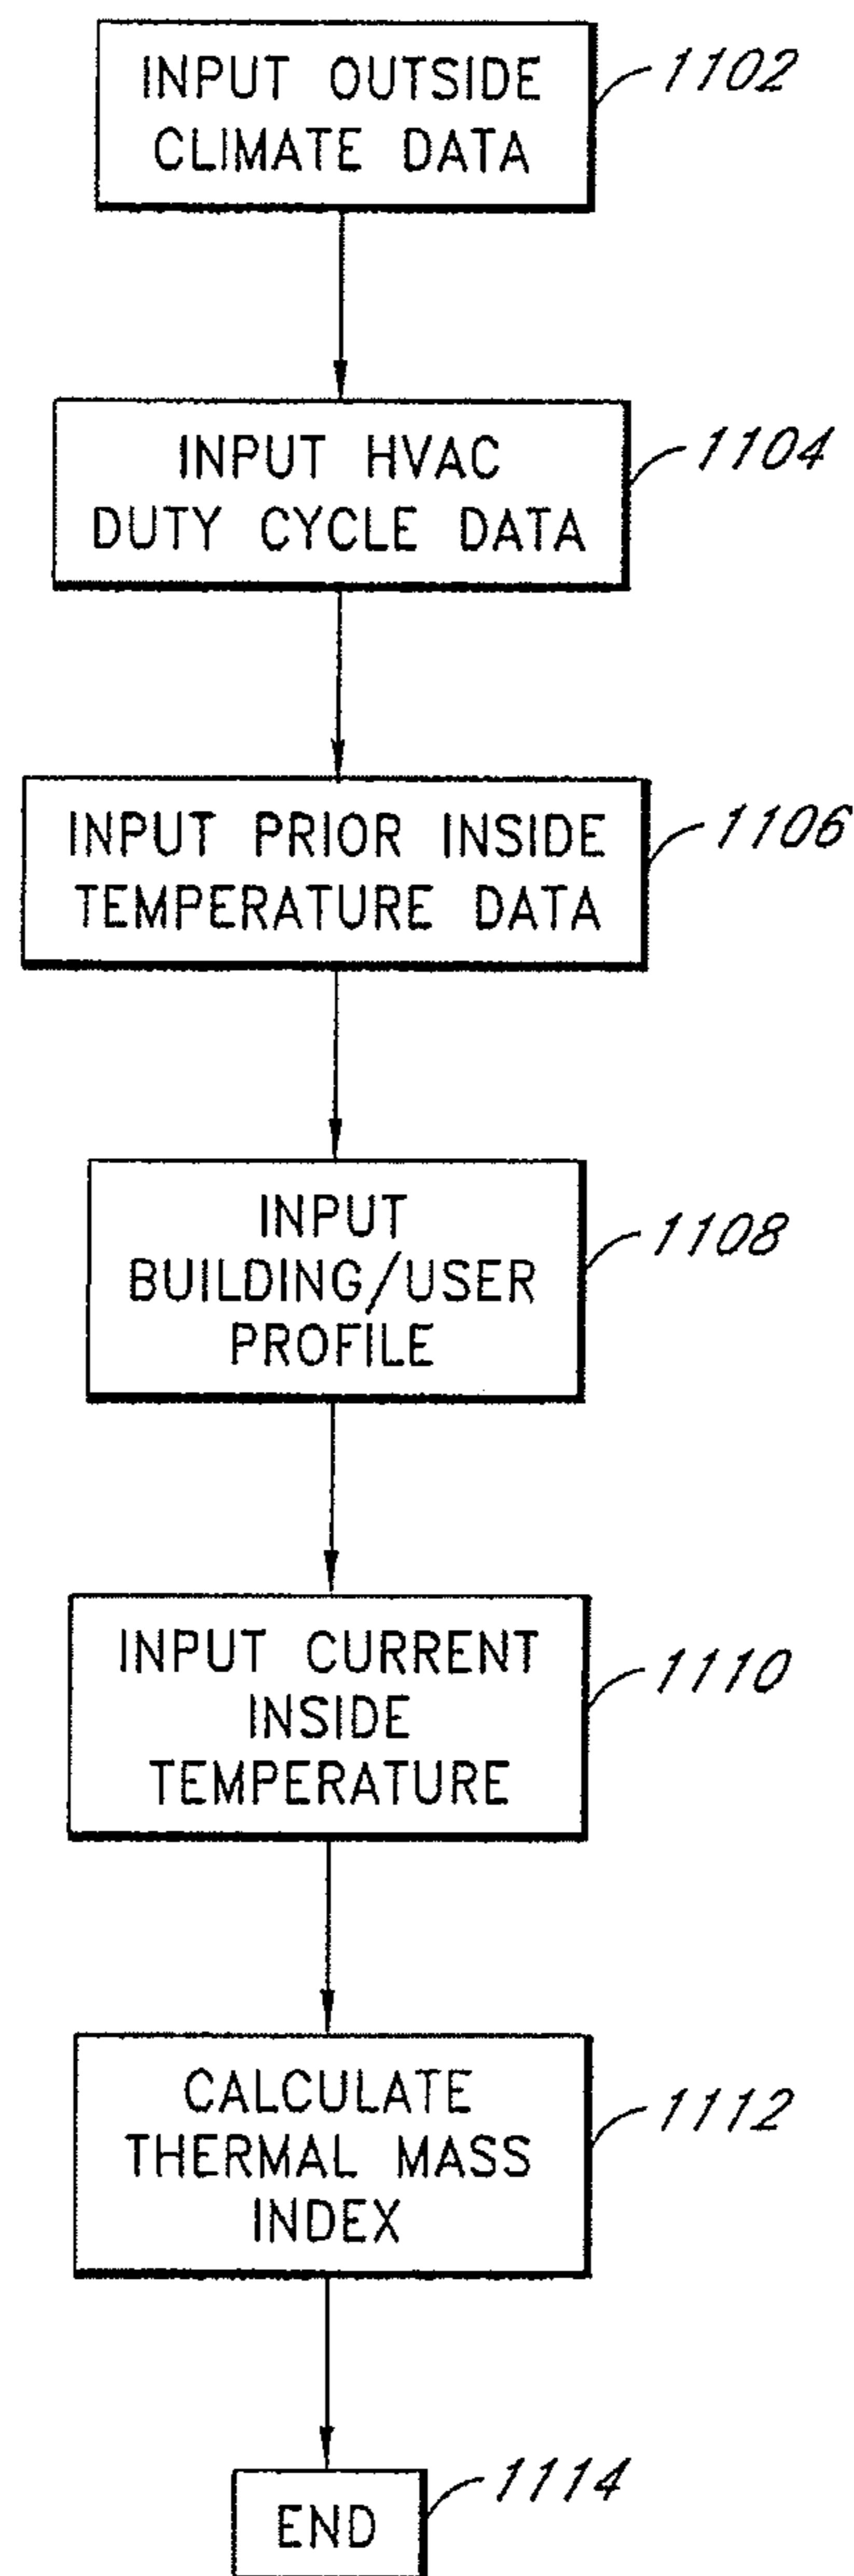 INPUT OUTSIDE
CLIMATE DATA
1102
INPUT HVAC
DUTY CYCLE DATA
1104
INPUT PRIOR INSIDE
TEMPERATURE DATA
1106
INPUT
BUILDING/USER
PROFILE
1108
INPUT CURRENT
INSIDE
TEMPERATURE
1110
CALCULATE
THERMAL MASS
INDEX
1112
END
1114